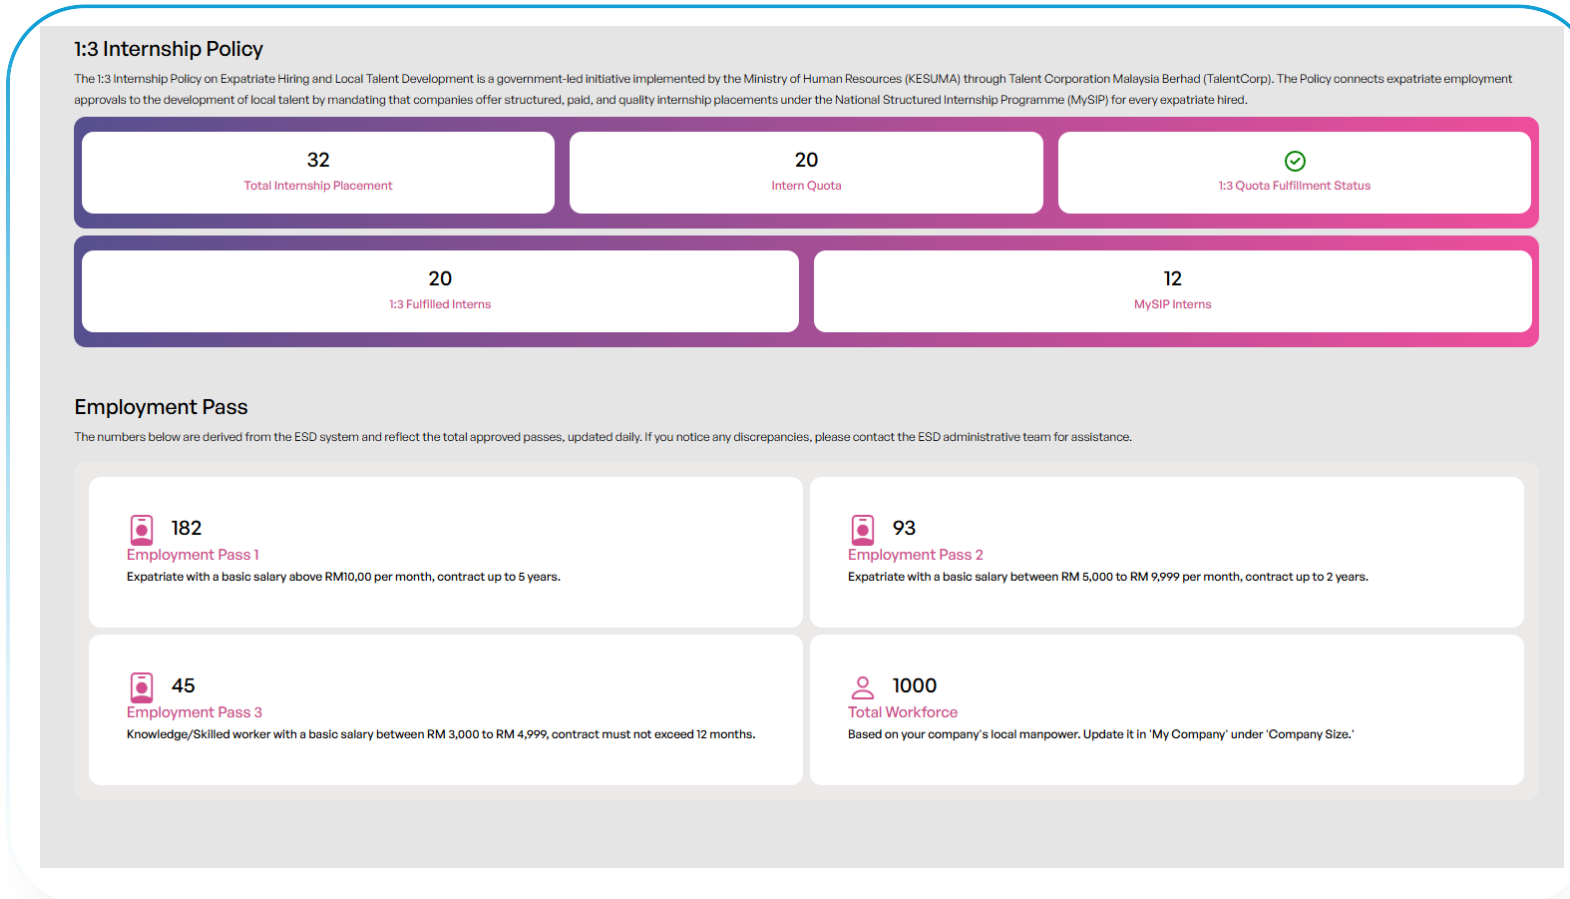 1:3 Internship Policy
The 1:3 Internship Policy on Expatriate Hiring and Local Talent Development is a government-led initiative implemented by the Ministry of Human Resources (KESUMA) through Talent Corporation Malaysia Berhad (TalentCorp). The Policy connects expatriate employment
approvals to the development of local talent by mandating that companies offer structured, paid, and quality internship placements under the National Structured Internship Programme (MySIP) for every expatriate hired.
32
Total Internship Placement
20
Intern Quota
1:3 Quota Fulfillment Status
20
1:3 Fulfilled Interns
12
MySIP Interns
Employment Pass
The numbers below are derived from the ESD system and reflect the total approved passes, updated daily. If you notice any discrepancies, please contact the ESD administrative team for assistance.
182
Employment Pass 1
Expatriate with a basic salary above RM10,00 per month, contract up to 5 years.
93
Employment Pass 2
Expatriate with a basic salary between RM 5,000 to RM 9,999 per month, contract up to 2 years.
45
Employment Pass 3
Knowledge/Skilled worker with a basic salary between RM 3,000 to RM 4,999, contract must not exceed 12 months.
1000
Total Workforce
Based on your company's local manpower. Update it in 'My Company' under 'Company Size.'